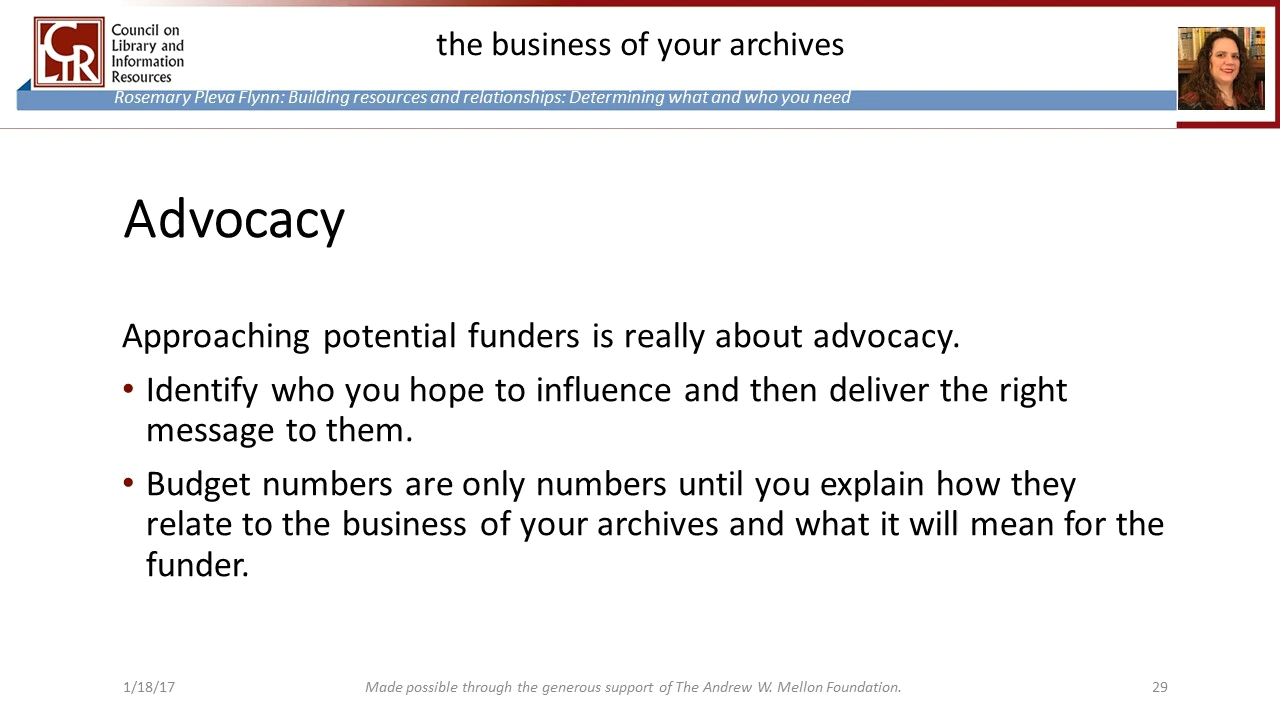 CLIR
Council on
Library and
Information
Resources
the business of your archives
Rosemary Pleva Flynn: Building resources and relationships: Determining what and who you need
Advocacy
Approaching potential funders is really about advocacy.
• Identify who you hope to influence and then deliver the right
message to them.
• Budget numbers are only numbers until you explain how they
relate to the business of your archives and what it will mean for the
funder.
1/18/17
Made possible through the generous support of The Andrew W. Mellon Foundation.
29